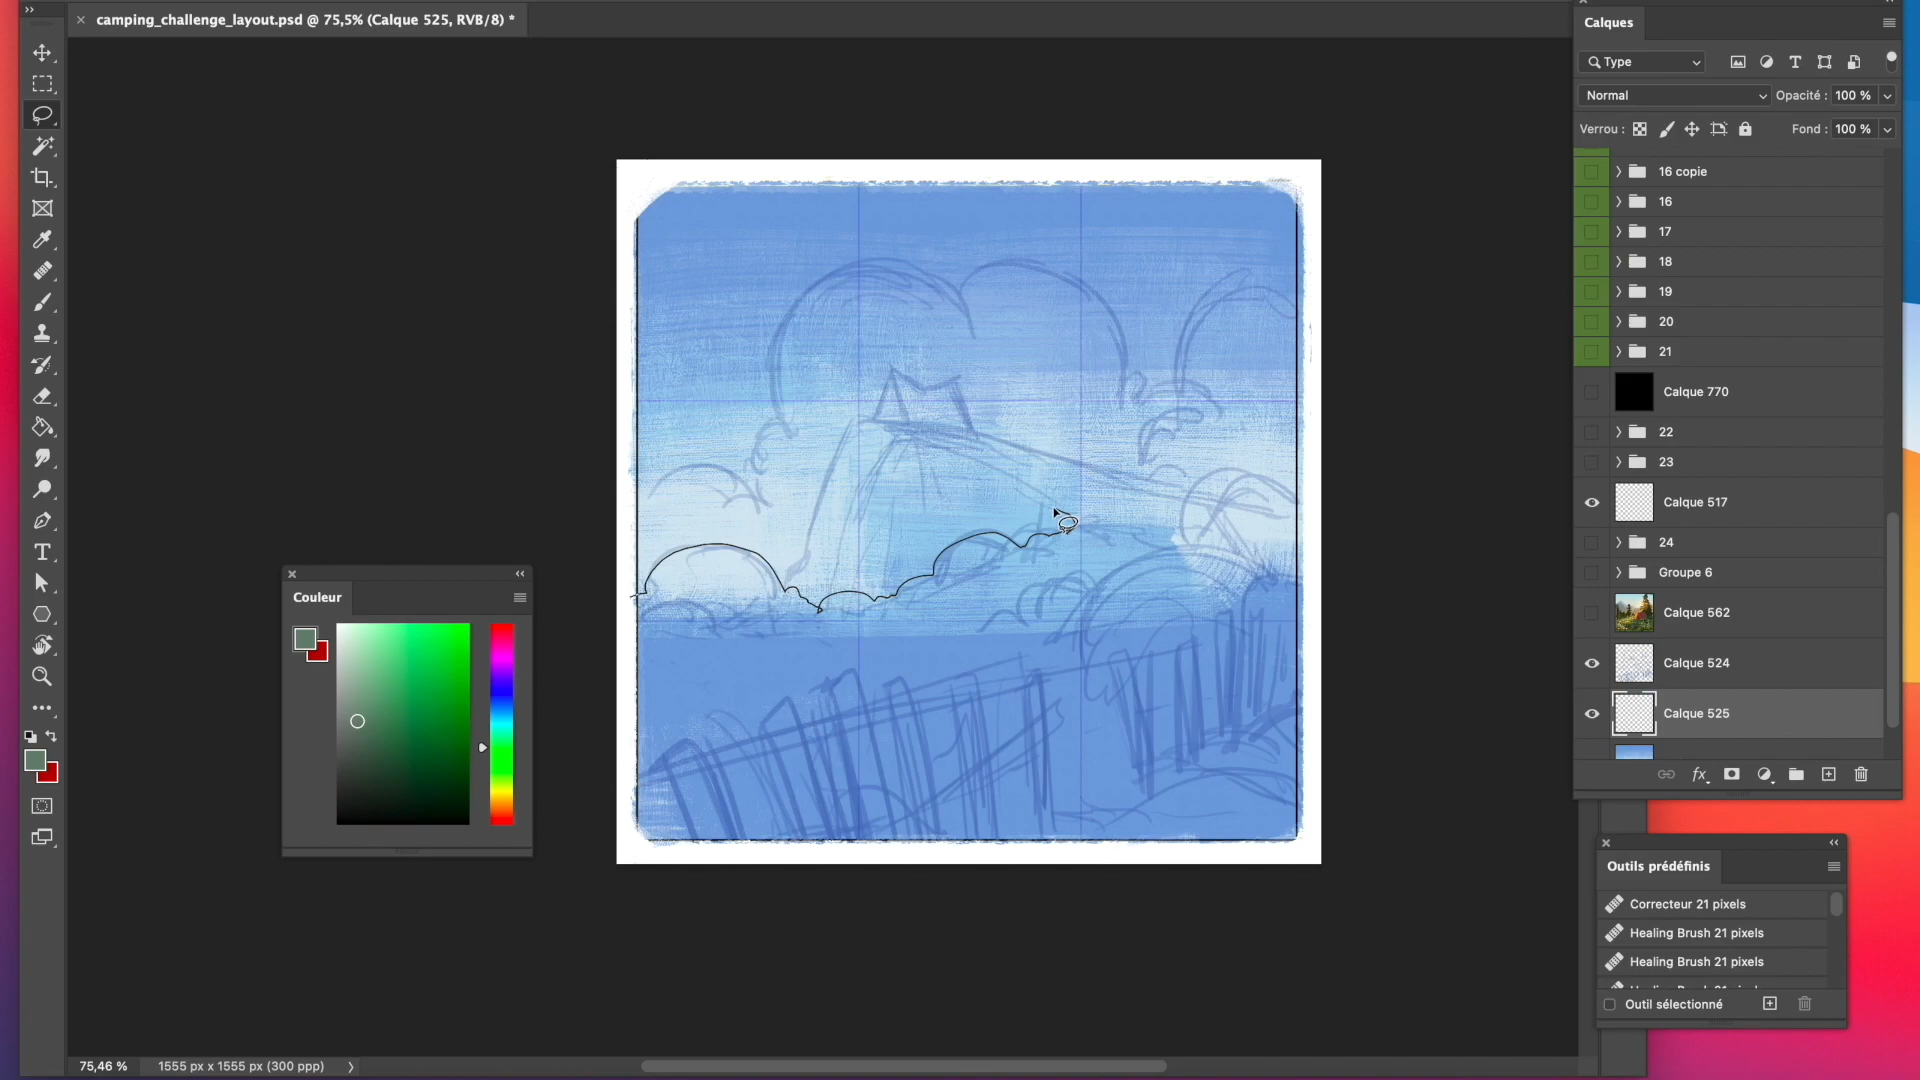 camping_challenge_layout.psd @ 75,5% (Calque 525, RVB/8) *
Calques
Type
Normal
Opacité : 100 %
Verrou :
Fond : 100 %
16 copie
16
17
18
19
20
21
Calque 770
22
23
Calque 517
24
Groupe 6
Calque 562
Calque 524
Calque 525
fx
Couleur
Outils prédéfinis
Correcteur 21 pixels
Healing Brush 21 pixels
Healing Brush 21 pixels
Outil sélectionné
75,46 %
1555 px x 1555 px (300 ppp)